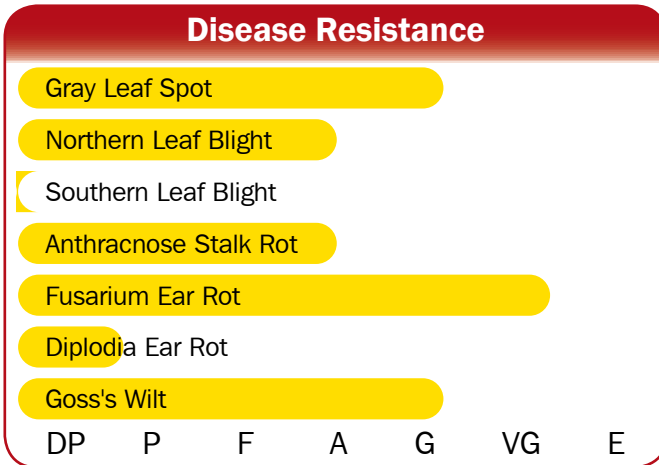 Disease Resistance
Gray Leaf Spot
Northern Leaf Blight
Southern Leaf Blight
Anthracnose Stalk Rot
Fusarium Ear Rot
Diplodia Ear Rot
Goss's Wilt
DP P F A G VG E